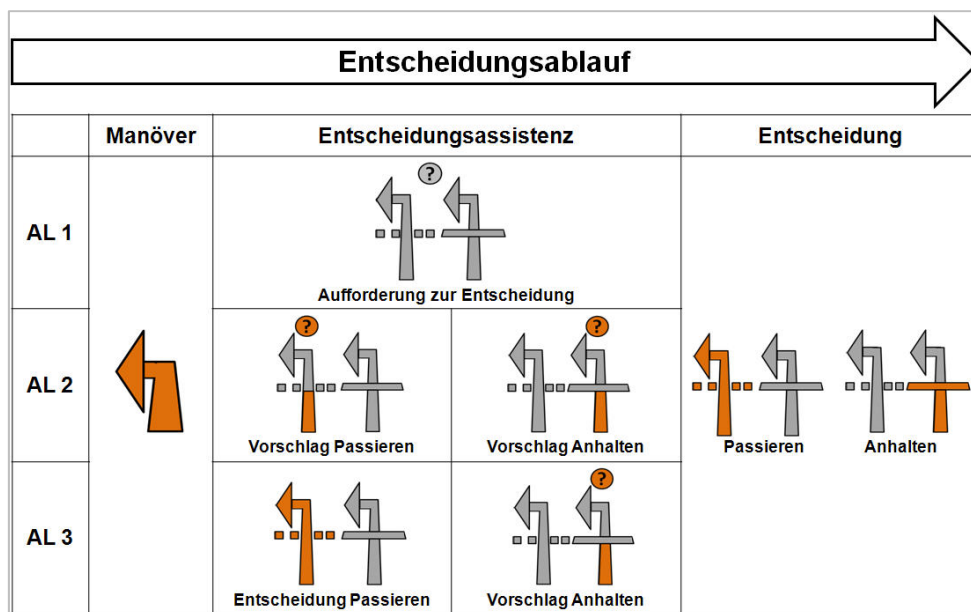 Entscheidungsablauf
Manöver Entscheidungsassistenz Entscheidung
?
AL 1
Aufforderung zur Entscheidung
? ?
AL 2
Vorschlag Passieren Vorschlag Anhalten Passieren Anhalten
?
AL 3
Entscheidung Passieren Vorschlag Anhalten